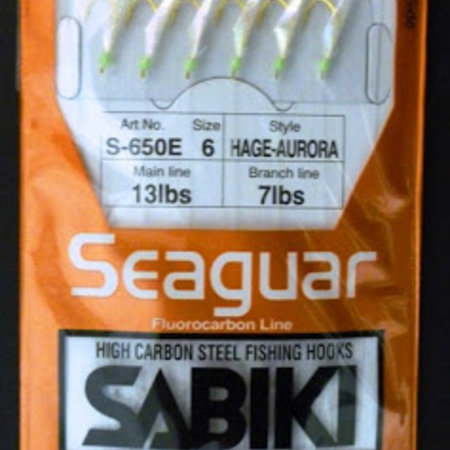 Art No. Size Style
S-650E 6 HAGE-AURORA
Main line Branch line
13lbs 7lbs
Seaguar
Fluorocarbon Line
HIGH CARBON STEEL FISHING HOOKS
SABIKI